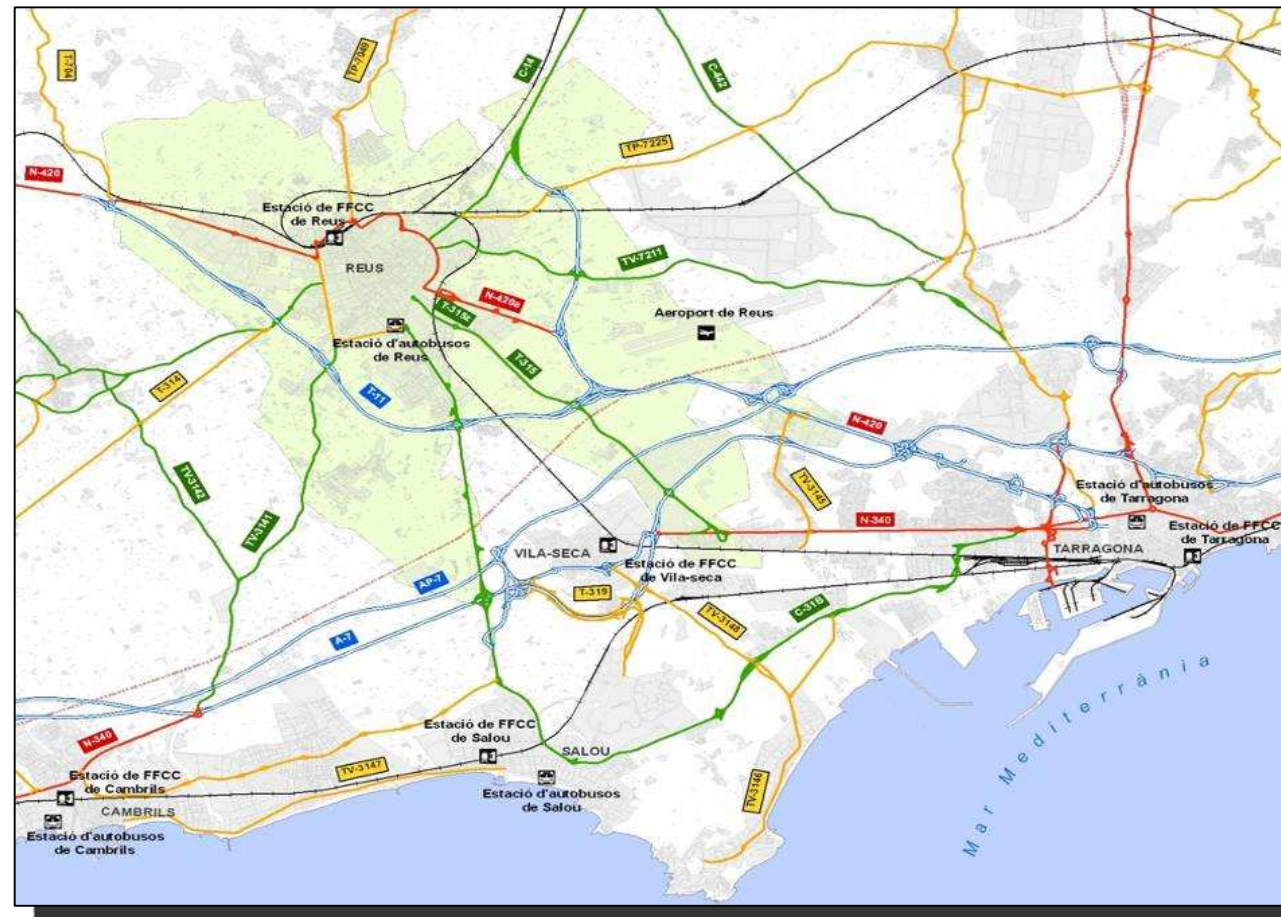 T-704
TP-7049
C-14
C-442
TP-7225
N-420
Estació de FFCC
de Reus
REUS
TV-7211
N-420a
T-315z
Aeroport de Reus
Estació d'autobusos
de Reus
T-315
T-314
T-11
N-420
TV-3142
TV-3141
TV-3145
Estació d'autobusos
de Tarragona
N-340
Estació de FFCC
de Tarragona
TARRAGONA
VILA-SECA
Estació de FFCC
de Vila-seca
AP-7
T-319
A-7
TV-3148
C-31B
Mar Mediterrània
N-340
Estació de FFCC
de Salou
SALOU
Estació de FFCC
de Cambrils
TV-3147
TV-3146
Estació d'autobusos
de Salou
CAMBRILS
Estació d'autobusos
de Cambrils